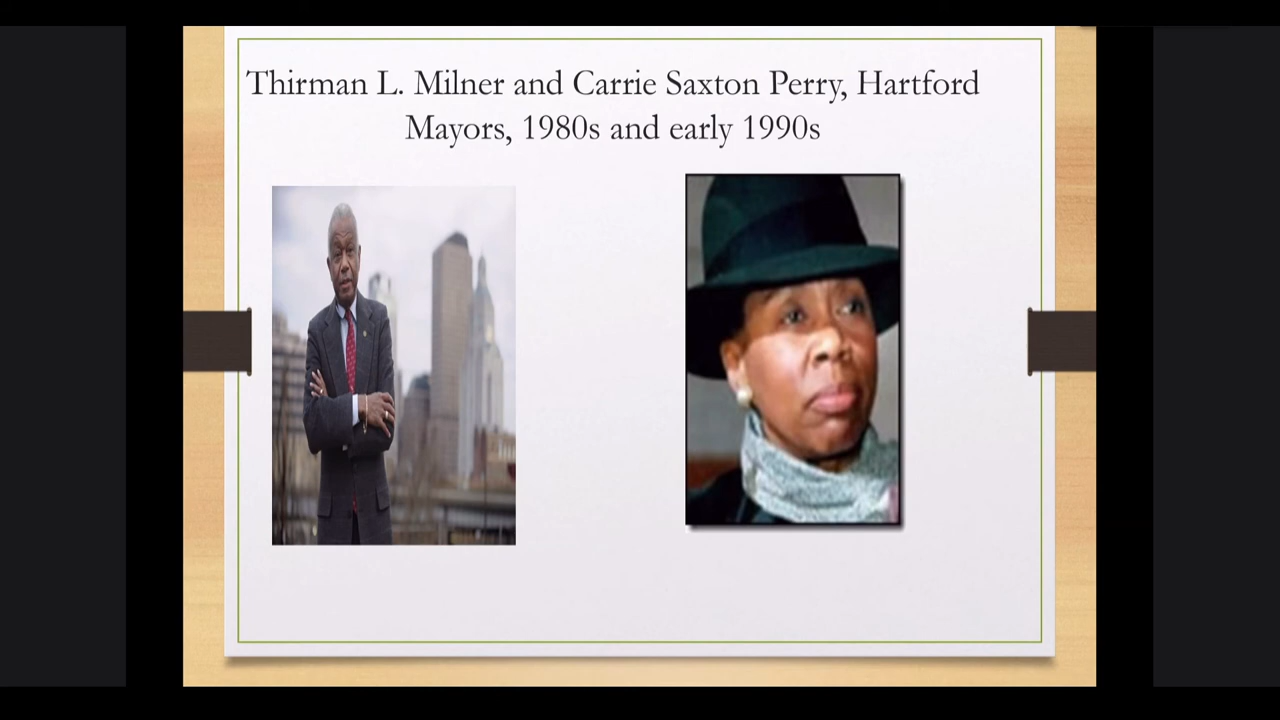 Thirman L. Milner and Carrie Saxton Perry, Hartford
Mayors, 1980s and early 1990s